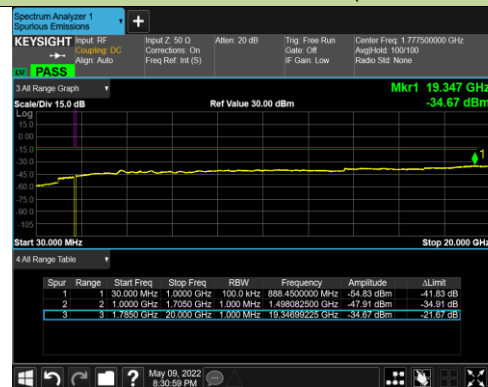 Spectrum Analyzer 1
Spurious Emissions
+
KEYSIGHT Input: RF Input Z: 50 Ω Atten: 20 dB Trig: Free Run Center Freq: 1.777500000 GHz
Coupling: DC Corrections: On Gate: Off Avg|Hold: 100/100
Align: Auto Freq Ref: Int (S) IF Gain: Low Radio Std: None
PASS
3 All Range Graph Mkr1 19.347 GHz
Scale/Div 15.0 dB Ref Value 30.00 dBm -34.67 dBm
Log
15.0
0.00
-15.0
1
-30.0
-45.0
-60.0
-75.0
-90.0
-105
Start 30.000 MHz Stop 20.000 GHz
4 All Range Table
Spur Range Start Freq Stop Freq RBW Frequency Amplitude ΔLimit
1 1 30.000 MHz 1.0000 GHz 100.0 kHz 888.4500000 MHz -54.83 dBm -41.83 dB
2 2 1.0000 GHz 1.7050 GHz 1.000 MHz 1.498082500 GHz -47.91 dBm -34.91 dB
3 3 1.7850 GHz 20.000 GHz 1.000 MHz 19.34699225 GHz -34.67 dBm -21.67 dB
? May 09, 2022
8:30:59 PM